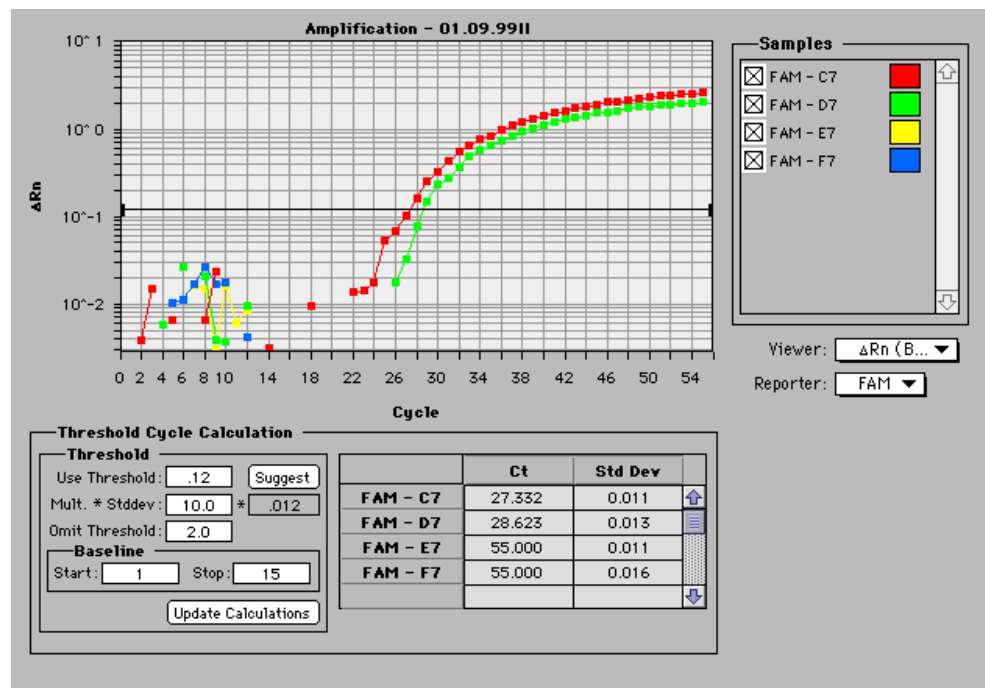 Amplification - 01.09.99II
10^ 1
10^ 0
10^-1
10^-2
ΔRn
0 2 4 6 8 10 14 18 22 26 30 34 38 42 46 50 54
Cycle
Samples
FAM - C7
FAM - D7
FAM - E7
FAM - F7
Viewer: ΔRn (B...
Reporter: FAM
Threshold Cycle Calculation
Threshold
Use Threshold: .12 Suggest
Mult. * Stddev: 10.0 * .012
Omit Threshold: 2.0
Baseline
Start: 1 Stop: 15
Update Calculations
Ct Std Dev
FAM - C7 27.332 0.011
FAM - D7 28.623 0.013
FAM - E7 55.000 0.011
FAM - F7 55.000 0.016